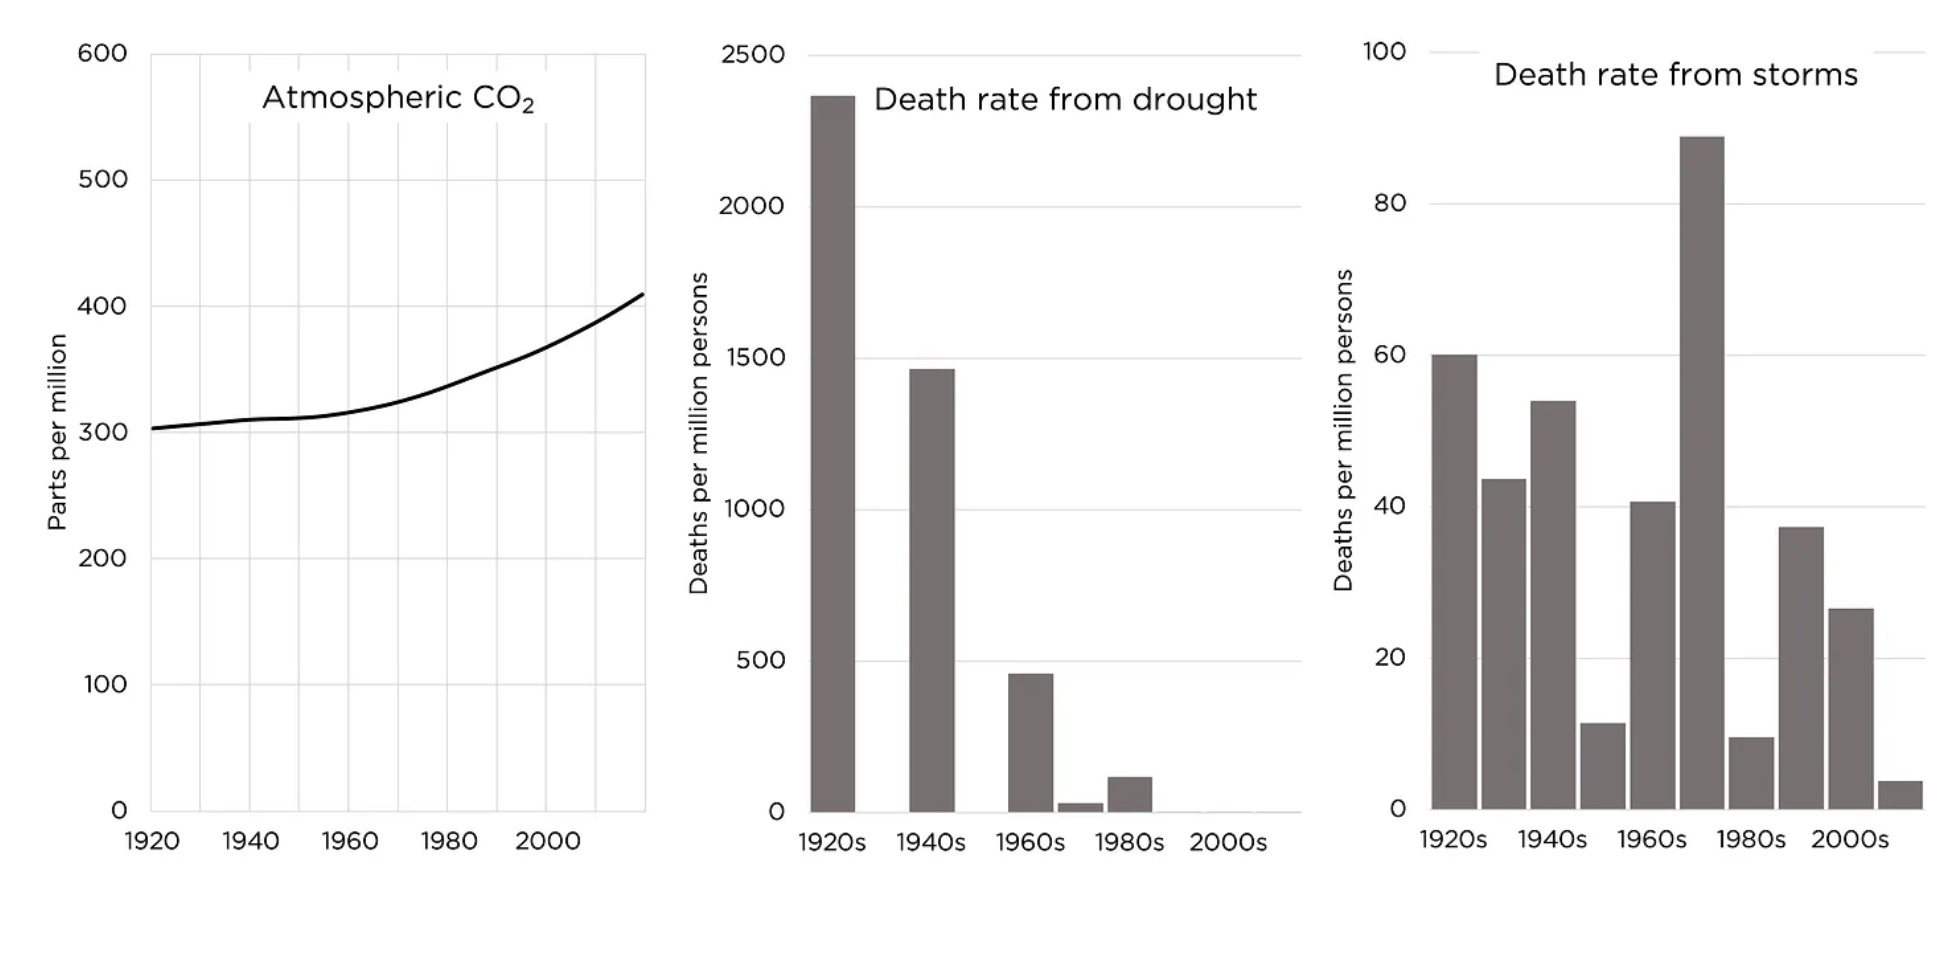 Atmospheric CO₂
Parts per million
600
500
400
300
200
100
0
1920 1940 1960 1980 2000
Death rate from drought
Deaths per million persons
2500
2000
1500
1000
500
0
1920s 1940s 1960s 1980s 2000s
Death rate from storms
Deaths per million persons
100
80
60
40
20
0
1920s 1940s 1960s 1980s 2000s